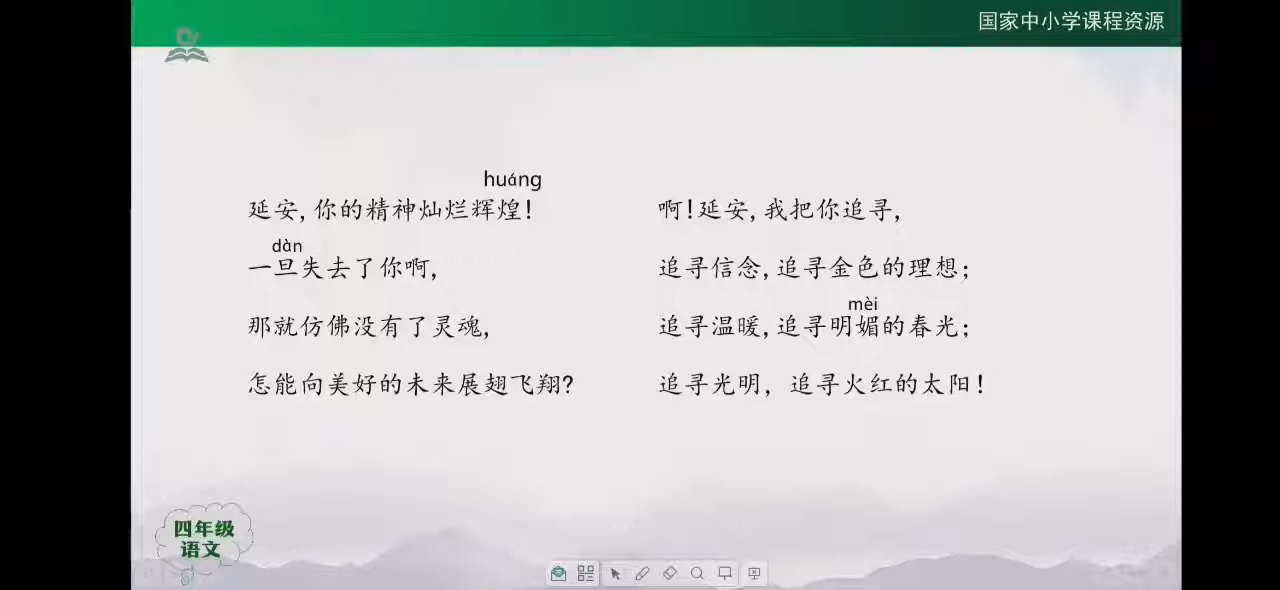 国家中小学课程资源
huáng
延安,你的精神灿烂辉煌!
dàn
一旦失去了你啊,
那就仿佛没有了灵魂,
怎能向美好的未来展翅飞翔?
啊!延安,我把你追寻,
追寻信念,追寻金色的理想;
mèi
追寻温暖,追寻明媚的春光;
追寻光明, 追寻火红的太阳!
四年级
语文